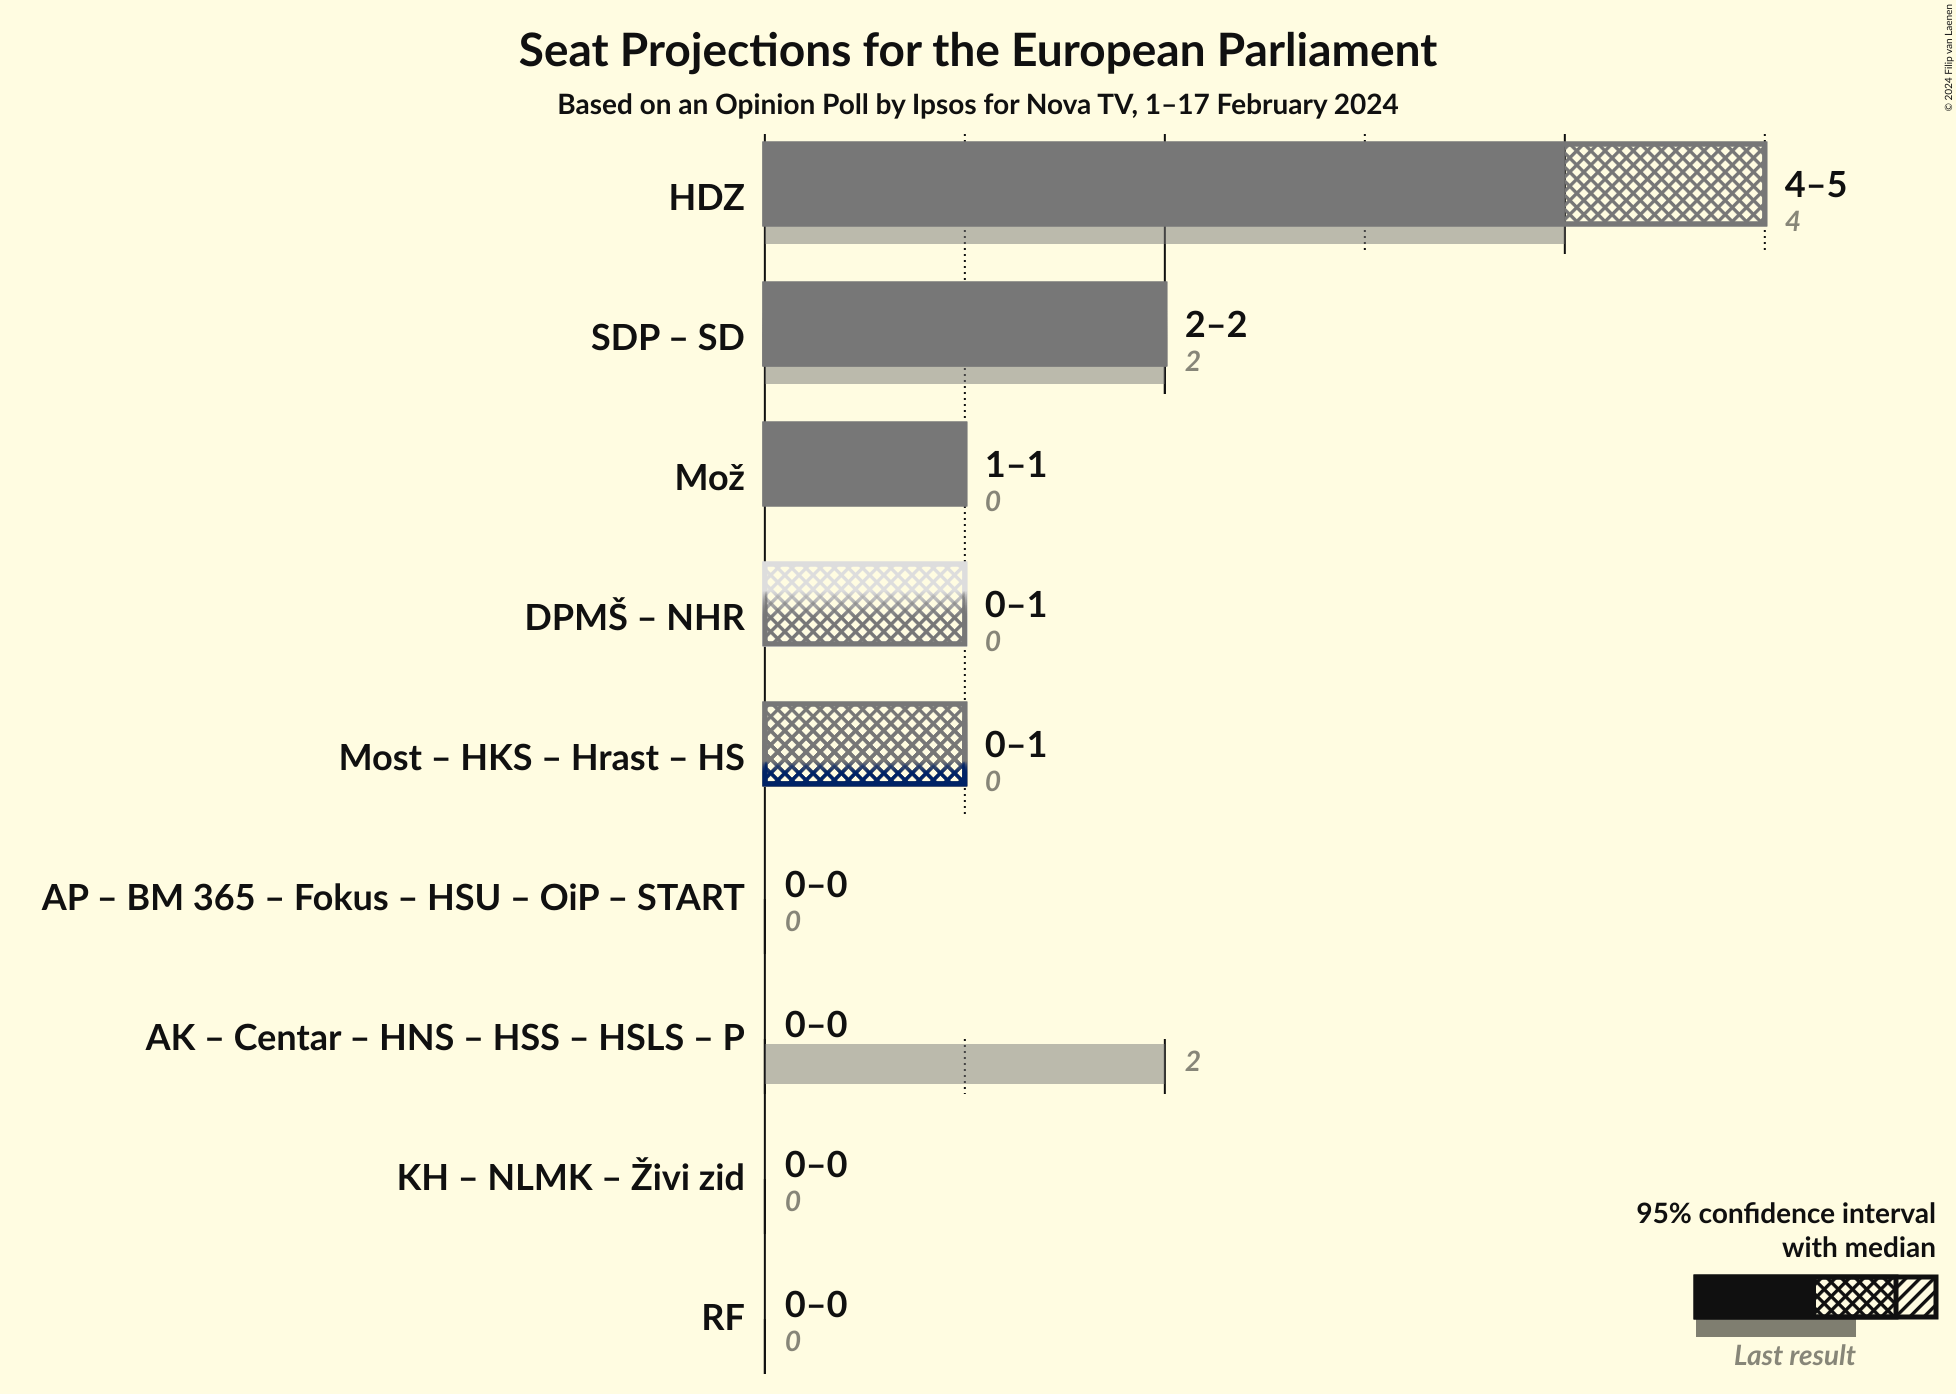 Seat Projections for the European Parliament
Based on an Opinion Poll by Ipsos for Nova TV, 1–17 February 2024
© 2024 Filip van Laenen
HDZ
4–5
4
SDP – SD
2–2
2
Mož
1–1
0
DPMŠ – NHR
0–1
0
Most – HKS – Hrast – HS
0–1
0
AP – BM 365 – Fokus – HSU – OiP – START
0–0
0
AK – Centar – HNS – HSS – HSLS – P
0–0
2
KH – NLMK – Živi zid
0–0
0
RF
0–0
0
95% confidence interval
with median
Last result